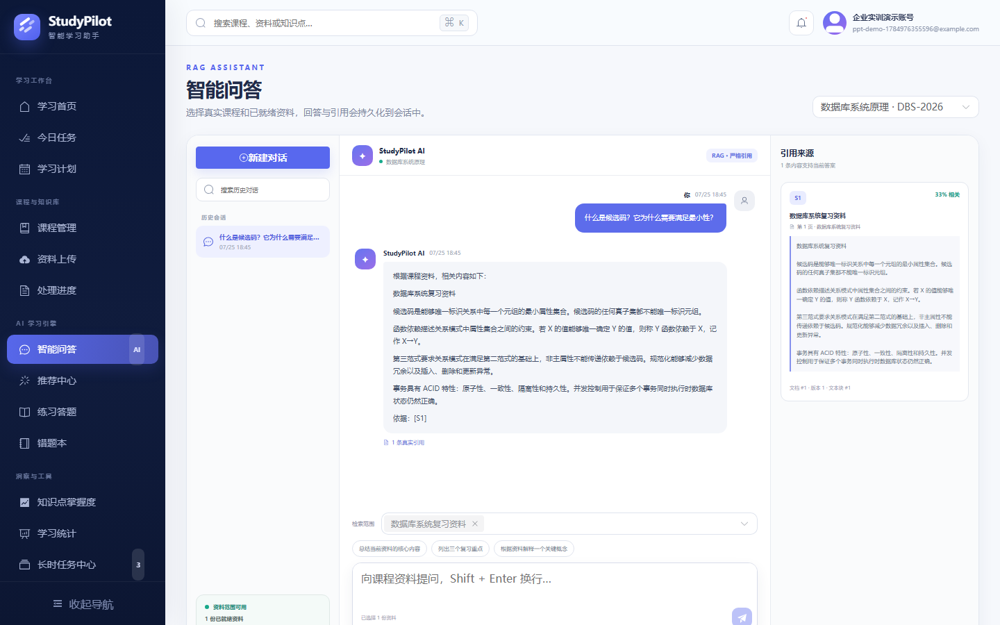 StudyPilot
智能学习助手
学习工作台
学习首页
今日任务
学习计划
课程与知识库
课程管理
资料上传
处理进度
AI 学习引擎
智能问答
AI
推荐中心
练习答题
错题本
洞察与工具
知识点掌握度
学习统计
长时任务中心
3
收起导航
搜索课程、资料或知识点...
⌘ K
企业实训演示账号
ppt-demo-1784976355596@example.com
RAG ASSISTANT
智能问答
选择真实课程和已就绪资料，回答与引用会持久化到会话中。
数据库系统原理 · DBS-2026
新建对话
搜索历史对话
历史会话
什么是候选码？它为什么需要满足...
07/25 18:45
资料范围可用
1 份已就绪资料
StudyPilot AI
数据库系统原理
RAG · 严格引用
你 07/25 18:45
什么是候选码？它为什么需要满足最小性？
StudyPilot AI 07/25 18:45
根据课程资料，相关内容如下：
数据库系统复习资料
候选码是能够唯一标识关系中每一个元组的最小属性集合。候选码的任何真子集都不能唯一标识元组。
函数依赖描述关系模式中属性集合之间的约束。若 X 的值能够唯一确定 Y 的值，则称 Y 函数依赖于 X，记
作 X→Y。
第三范式要求关系模式在满足第二范式的基础上，非主属性不能传递依赖于候选码。规范化能够减少数据
冗余以及插入、删除和更新异常。
事务具有 ACID 特性：原子性、一致性、隔离性和持久性。并发控制用于保证多个事务同时执行时数据库
状态仍然正确。
依据：[S1]
1 条真实引用
检索范围
数据库系统复习资料
总结当前资料的核心内容
列出三个复习重点
根据资料解释一个关键概念
向课程资料提问，Shift + Enter 换行...
已选择 1 份资料
引用来源
1 条内容支持当前答案
S1
33% 相关
数据库系统复习资料
第 1 页 · 数据库系统复习资料
数据库系统复习资料
候选码是能够唯一标识关系中每一个元组的最小属性集合。候选
码的任何真子集都不能唯一标识元组。
函数依赖描述关系模式中属性集合之间的约束。若 X 的值能够唯
一确定 Y 的值，则称 Y 函数依赖于 X，记作 X→Y。
第三范式要求关系模式在满足第二范式的基础上，非主属性不能
传递依赖于候选码。规范化能够减少数据冗余以及插入、删除和
更新异常。
事务具有 ACID 特性：原子性、一致性、隔离性和持久性。并发
控制用于保证多个事务同时执行时数据库状态仍然正确。
文档 #1 · 版本 1 · 文本块 #1